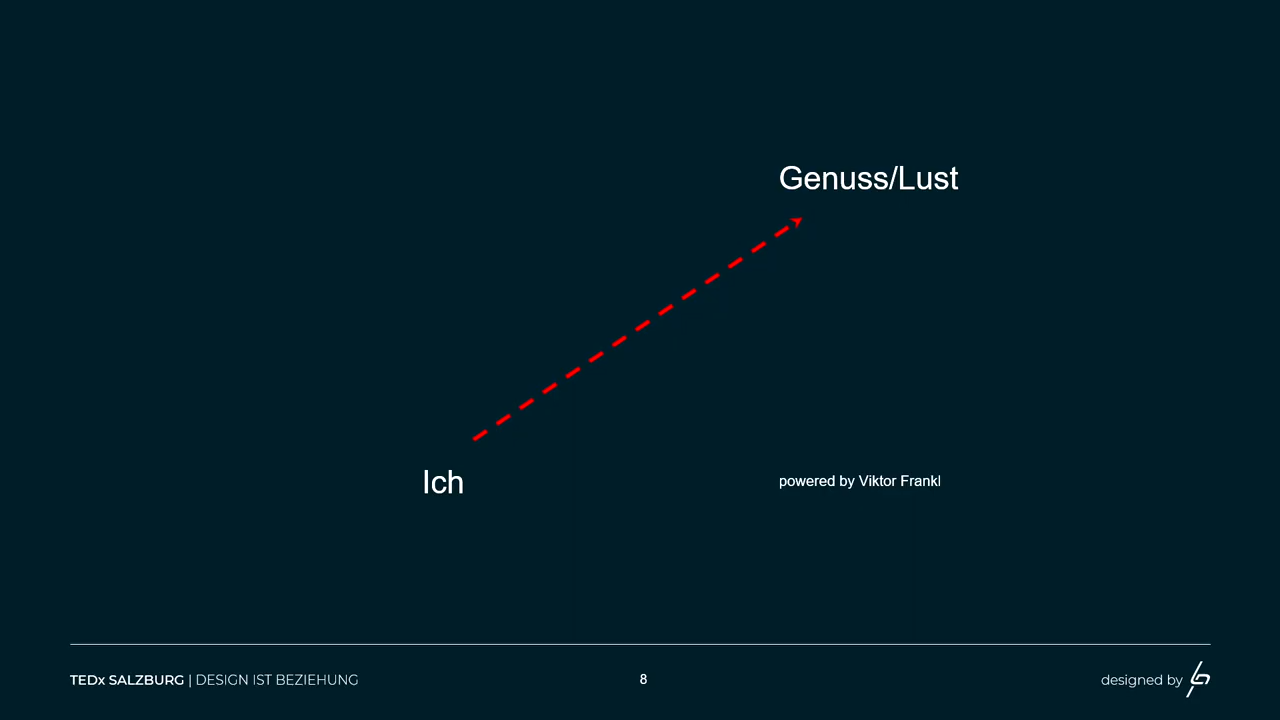 Genuss/Lust
Ich
powered by Viktor Frankl
TEDx SALZBURG | DESIGN IST BEZIEHUNG
8
designed by